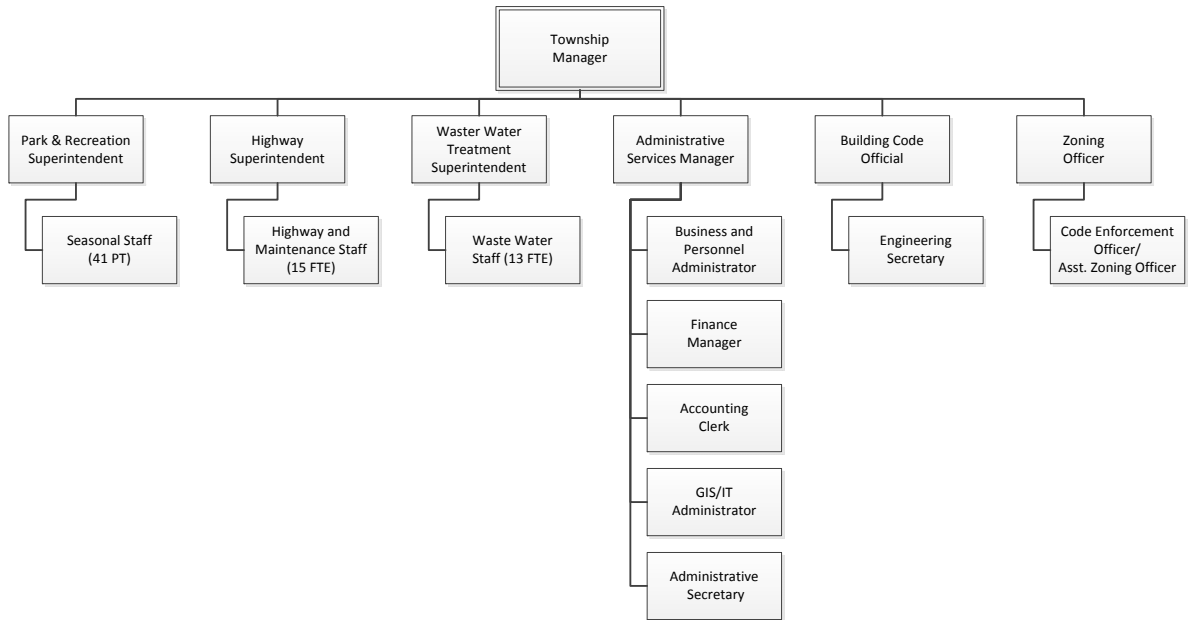 Township
Manager
Park & Recreation
Superintendent
Highway
Superintendent
Waster Water
Treatment
Superintendent
Administrative
Services Manager
Building Code
Official
Zoning
Officer
Seasonal Staff
(41 PT)
Highway and
Maintenance Staff
(15 FTE)
Waste Water
Staff (13 FTE)
Business and
Personnel
Administrator
Engineering
Secretary
Code Enforcement
Officer/
Asst. Zoning Officer
Finance
Manager
Accounting
Clerk
GIS/IT
Administrator
Administrative
Secretary